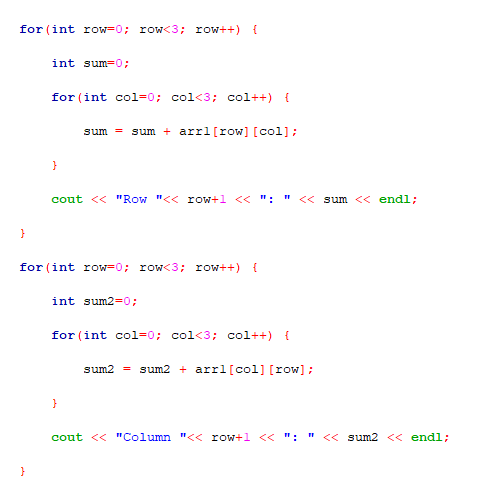 for(int row=0; row<3; row++) {
int sum=0;
for(int col=0; col<3; col++) {
sum = sum + arr1[row][col];
}
cout << "Row "<< row+1 << ": " << sum << endl;
}
for(int row=0; row<3; row++) {
int sum2=0;
for(int col=0; col<3; col++) {
sum2 = sum2 + arr1[col][row];
}
cout << "Column "<< row+1 << ": " << sum2 << endl;
}